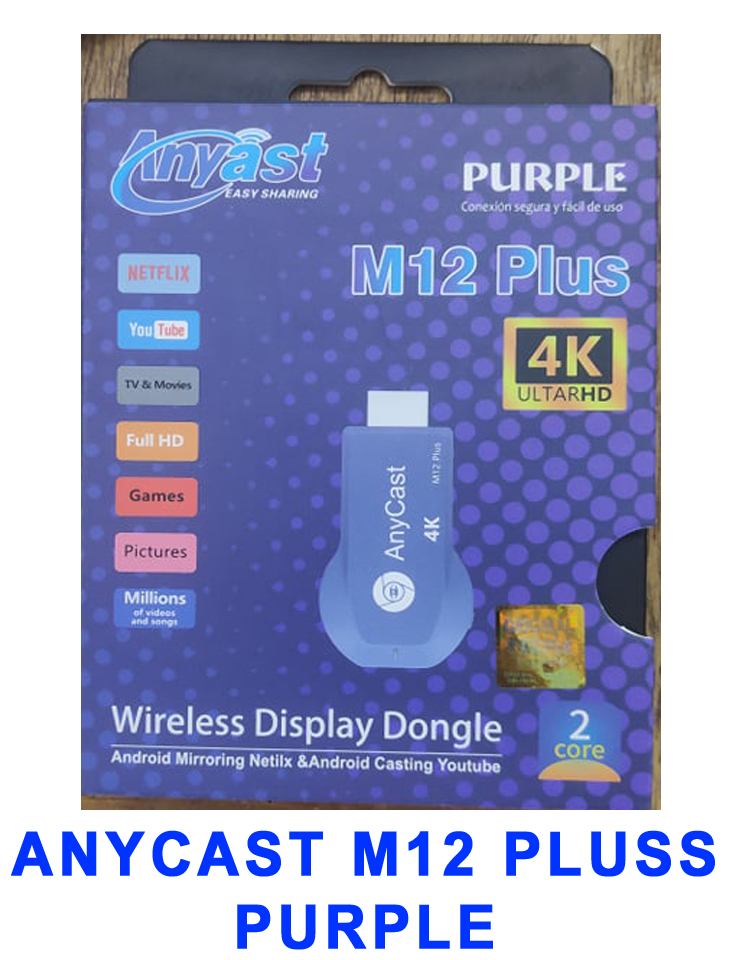 Anyast
EASY SHARING
PURPLE
Conexión segura y fácil de uso
M12 Plus
NETFLIX
You Tube
TV & Movies
Full HD
Games
Pictures
Millions
of videos
and songs
4K
ULTARHD
AnyCast
4K
M12 Plus
Wireless Display Dongle
Android Mirroring Netilx &Android Casting Youtube
2
core
ANYCAST M12 PLUSS
PURPLE